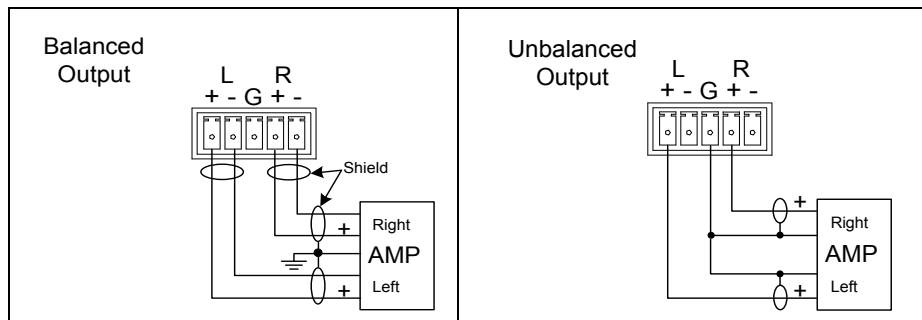 Balanced
Output
L R
+ - G + -
Shield
Right
+
AMP
Left
+
Unbalanced
Output
L R
+ - G + -
+
Right
AMP
Left
+